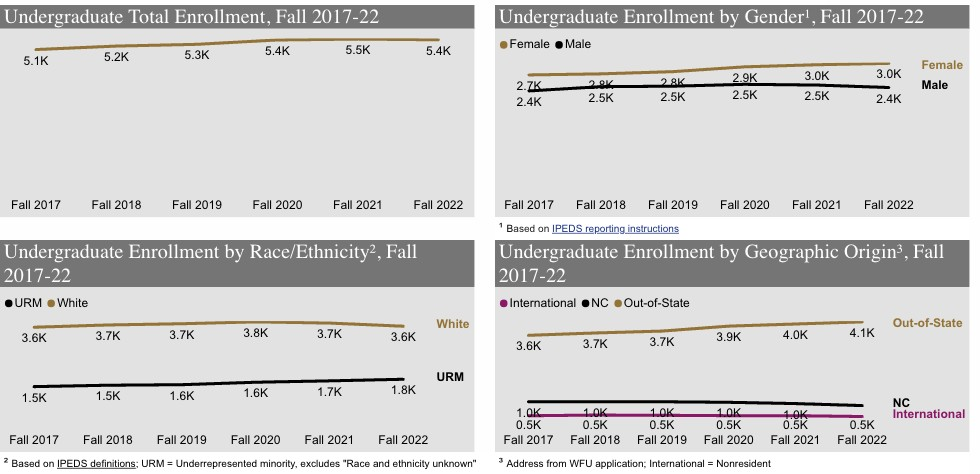 Undergraduate Total Enrollment, Fall 2017-22
5.1K 5.2K 5.3K 5.4K 5.5K 5.4K
Fall 2017 Fall 2018 Fall 2019 Fall 2020 Fall 2021 Fall 2022
Undergraduate Enrollment by Gender¹, Fall 2017-22
Female Male
Female
2.7K 2.8K 2.8K 2.9K 3.0K 3.0K
Male
2.4K 2.5K 2.5K 2.5K 2.5K 2.4K
Fall 2017 Fall 2018 Fall 2019 Fall 2020 Fall 2021 Fall 2022
¹ Based on IPEDS reporting instructions
Undergraduate Enrollment by Race/Ethnicity², Fall
2017-22
URM White
White
3.6K 3.7K 3.7K 3.8K 3.7K 3.6K
URM
1.5K 1.5K 1.6K 1.6K 1.7K 1.8K
Fall 2017 Fall 2018 Fall 2019 Fall 2020 Fall 2021 Fall 2022
² Based on IPEDS definitions; URM = Underrepresented minority, excludes "Race and ethnicity unknown"
Undergraduate Enrollment by Geographic Origin³, Fall
2017-22
International NC Out-of-State
Out-of-State
3.6K 3.7K 3.7K 3.9K 4.0K 4.1K
NC
1.0K 1.0K 1.0K 1.0K 1.0K
International
0.5K 0.5K 0.5K 0.5K 0.5K 0.5K
Fall 2017 Fall 2018 Fall 2019 Fall 2020 Fall 2021 Fall 2022
³ Address from WFU application; International = Nonresident